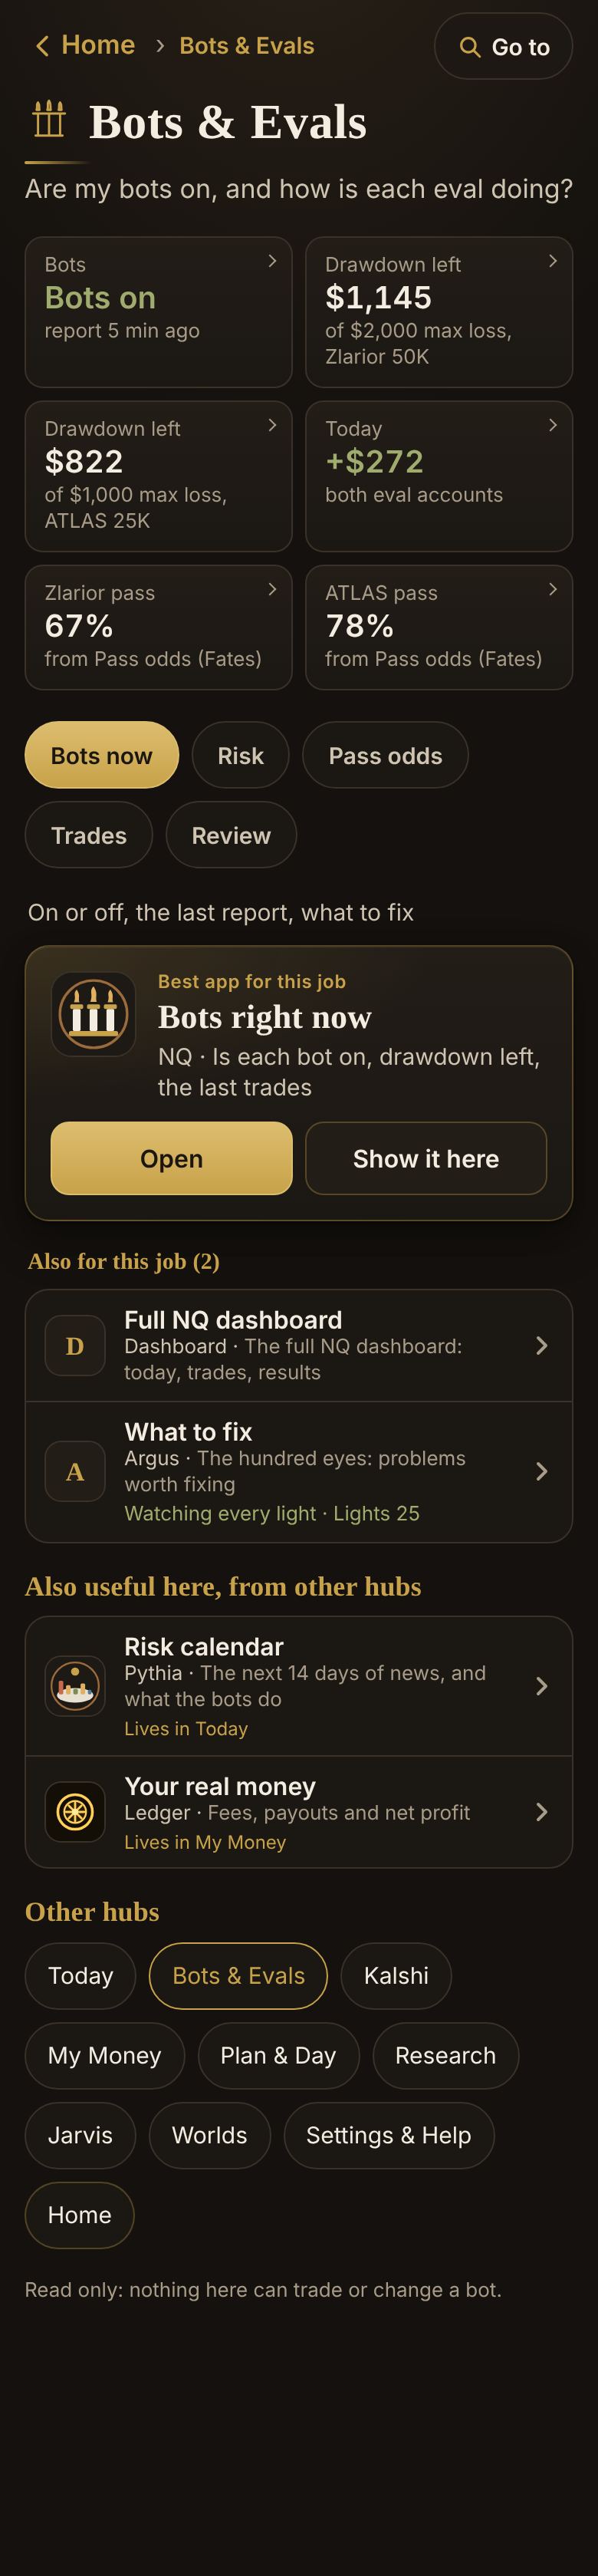 Home › Bots & Evals
Go to
Bots & Evals
Are my bots on, and how is each eval doing?
Bots
Bots on
report 5 min ago
Drawdown left
$1,145
of $2,000 max loss,
Zlarior 50K
Drawdown left
$822
of $1,000 max loss,
ATLAS 25K
Today
+$272
both eval accounts
Zlarior pass
67%
from Pass odds (Fates)
ATLAS pass
78%
from Pass odds (Fates)
Bots now
Risk
Pass odds
Trades
Review
On or off, the last report, what to fix
Best app for this job
Bots right now
NQ · Is each bot on, drawdown left,
the last trades
Open
Show it here
Also for this job (2)
D
Full NQ dashboard
Dashboard · The full NQ dashboard:
today, trades, results
A
What to fix
Argus · The hundred eyes: problems
worth fixing
Watching every light · Lights 25
Also useful here, from other hubs
Risk calendar
Pythia · The next 14 days of news, and
what the bots do
Lives in Today
Your real money
Ledger · Fees, payouts and net profit
Lives in My Money
Other hubs
Today
Bots & Evals
Kalshi
My Money
Plan & Day
Research
Jarvis
Worlds
Settings & Help
Home
Read only: nothing here can trade or change a bot.